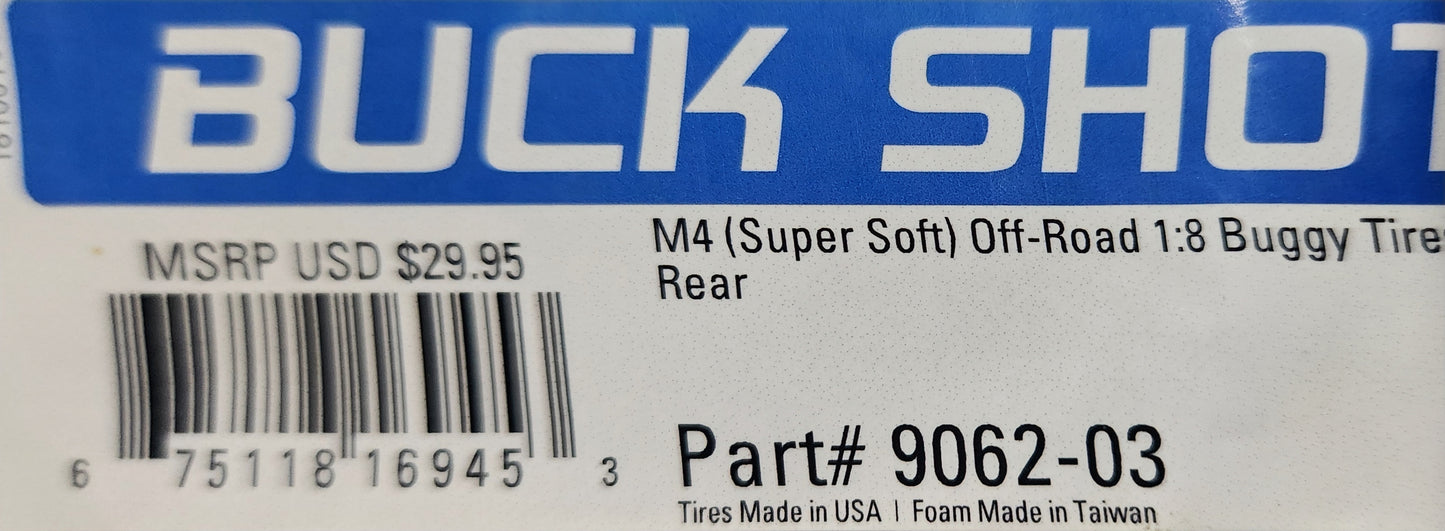 BUCK SHOT
M4 (Super Soft) Off-Road 1:8 Buggy Tire
Rear
MSRP USD $29.95
6 75118 16945 3
Part# 9062-03
Tires Made in USA | Foam Made in Taiwan